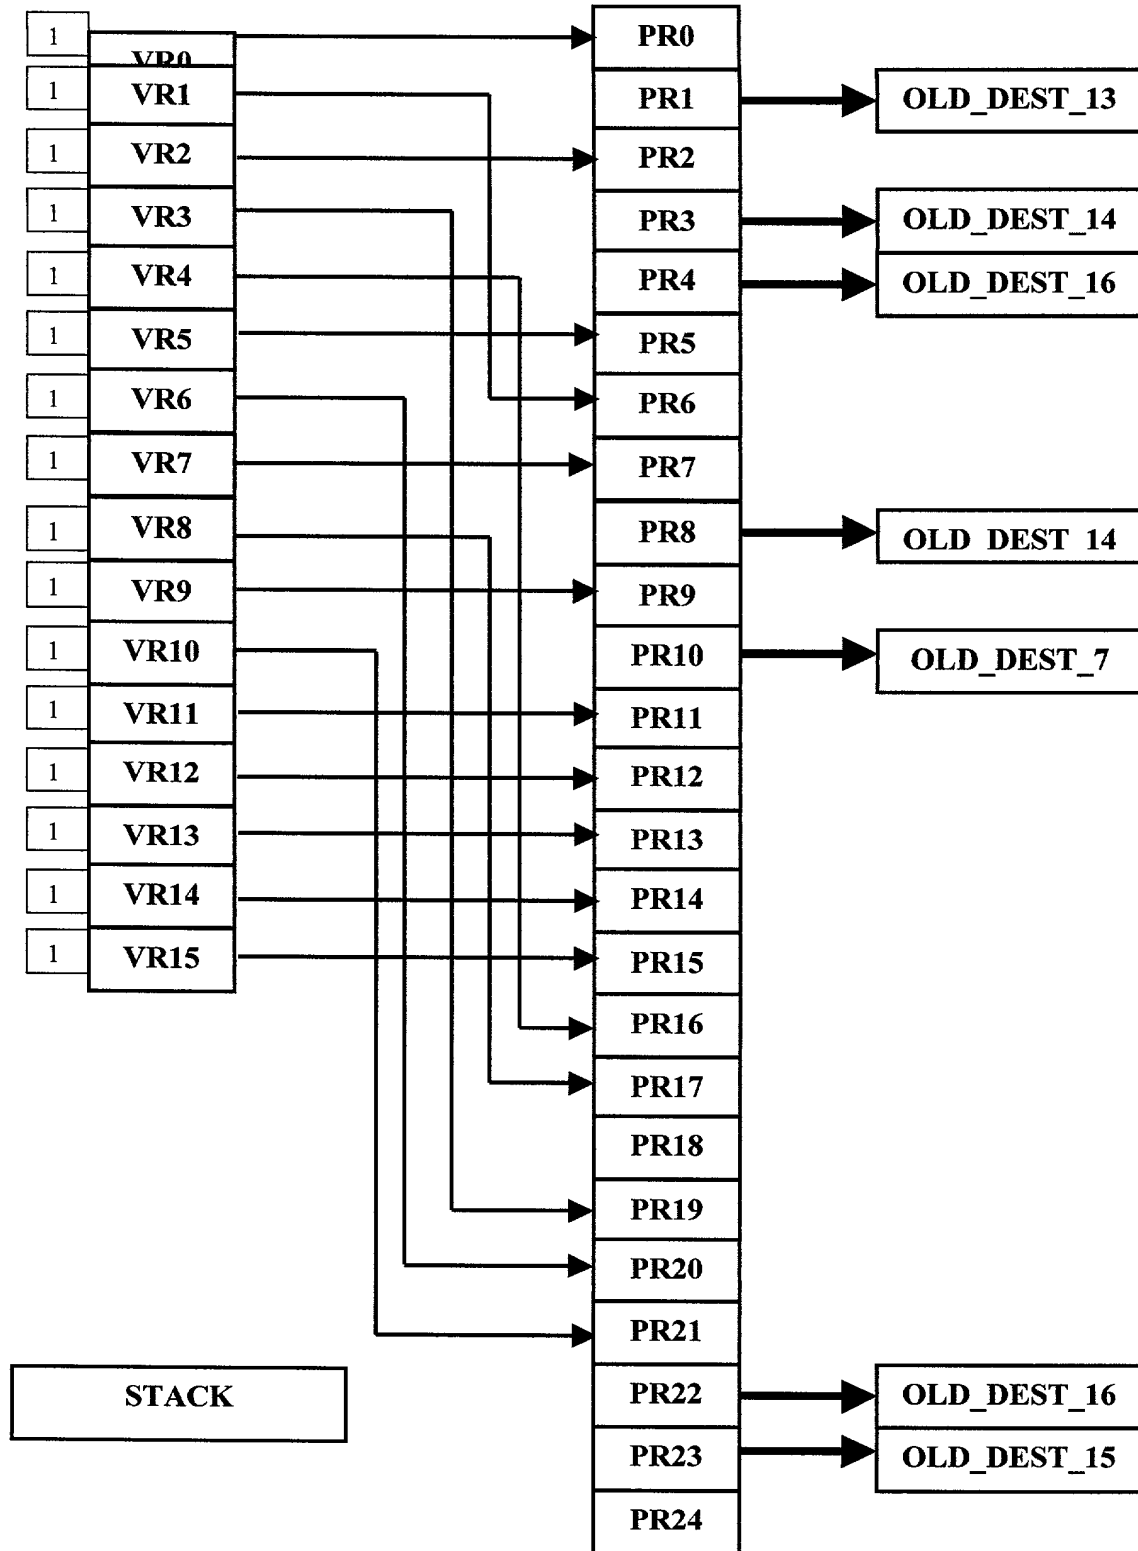 1 VR0 PR0
1 VR1 PR1 OLD_DEST_13
1 VR2 PR2
1 VR3 PR3 OLD_DEST_14
1 VR4 PR4 OLD_DEST_16
1 VR5 PR5
1 VR6 PR6
1 VR7 PR7
1 VR8 PR8 OLD DEST 14
1 VR9 PR9
1 VR10 PR10 OLD_DEST_7
1 VR11 PR11
1 VR12 PR12
1 VR13 PR13
1 VR14 PR14
1 VR15 PR15
PR16
PR17
PR18
PR19
PR20
PR21
STACK PR22 OLD_DEST_16
PR23 OLD_DEST_15
PR24